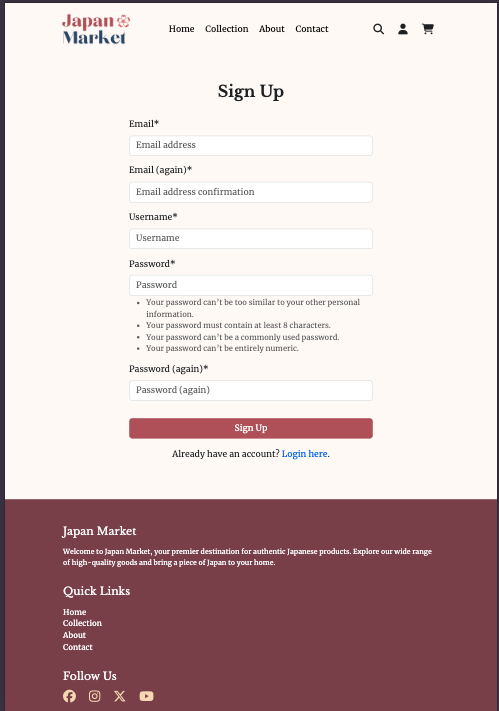 Japan
Market
Home Collection About Contact
Sign Up
Email*
Email address
Email (again)*
Email address confirmation
Username*
Username
Password*
Password
• Your password can't be too similar to your other personal
information.
• Your password must contain at least 8 characters.
• Your password can't be a commonly used password.
• Your password can't be entirely numeric.
Password (again)*
Password (again)
Sign Up
Already have an account? Login here.
Japan Market
Welcome to Japan Market, your premier destination for authentic Japanese products. Explore our wide range
of high-quality goods and bring a piece of Japan to your home.
Quick Links
Home
Collection
About
Contact
Follow Us